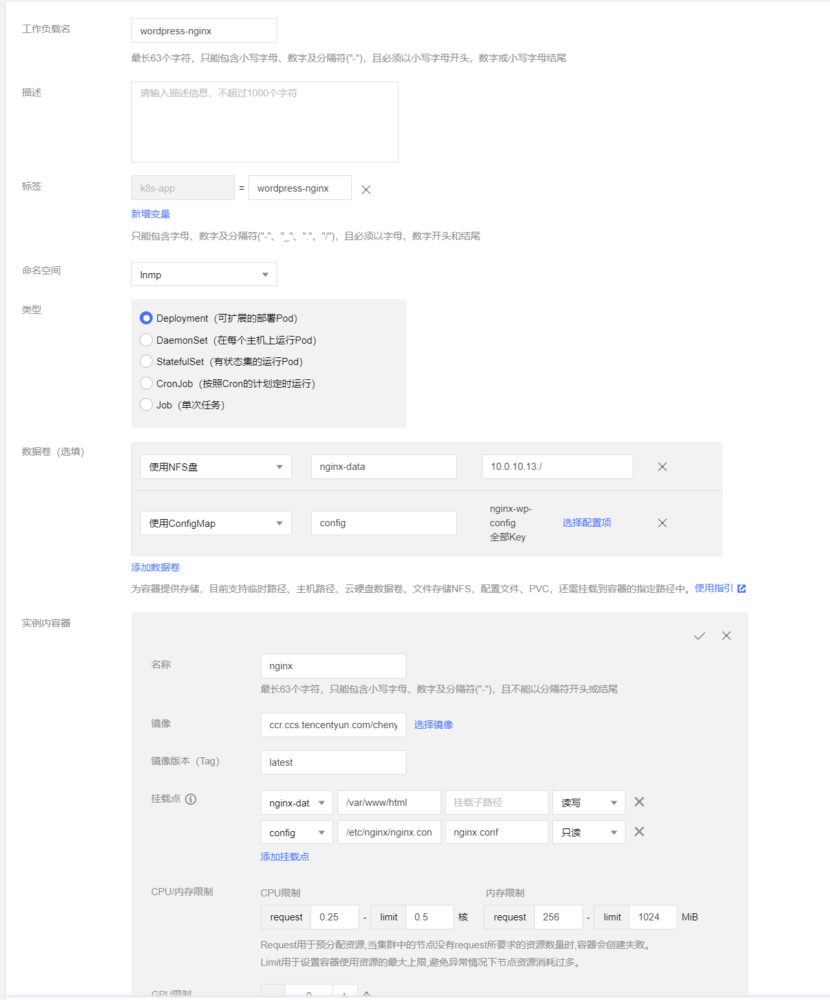 工作负载名
wordpress-nginx
最长63个字符，只能包含小写字母、数字及分隔符("-")，且必须以小写字母开头，数字或小写字母结尾
描述
请输入描述信息，不超过1000个字符
标签
k8s-app = wordpress-nginx
新增变量
只能包含字母、数字及分隔符("-"、"_"、"."、"/")，且必须以字母、数字开头和结尾
命名空间
lnmp
类型
Deployment（可扩展的部署Pod）
DaemonSet（在每个主机上运行Pod）
StatefulSet（有状态集的运行Pod）
CronJob（按照Cron的计划定时运行）
Job（单次任务）
数据卷（选填）
使用NFS盘 nginx-data 10.0.10.13:/
使用ConfigMap config nginx-wp-
config
全部Key
选择配置项
添加数据卷
为容器提供存储，目前支持临时路径、主机路径、云硬盘数据卷、文件存储NFS、配置文件、PVC，还需挂载到容器的指定路径中。使用指引
实例内容器
名称
nginx
最长63个字符，只能包含小写字母、数字及分隔符("-")，且不能以分隔符开头或结尾
镜像
ccr.ccs.tencentyun.com/cheny 选择镜像
镜像版本（Tag）
latest
挂载点
nginx-dat /var/www/html 挂载子路径 读写
config /etc/nginx/nginx.con nginx.conf 只读
添加挂载点
CPU/内存限制
CPU限制 内存限制
request 0.25 - limit 0.5 核 request 256 - limit 1024 MiB
Request用于预分配资源,当集群中的节点没有request所要求的资源数量时,容器会创建失败。
Limit用于设置容器使用资源的最大上限,避免异常情况下节点资源消耗过多。
GPU限制
0